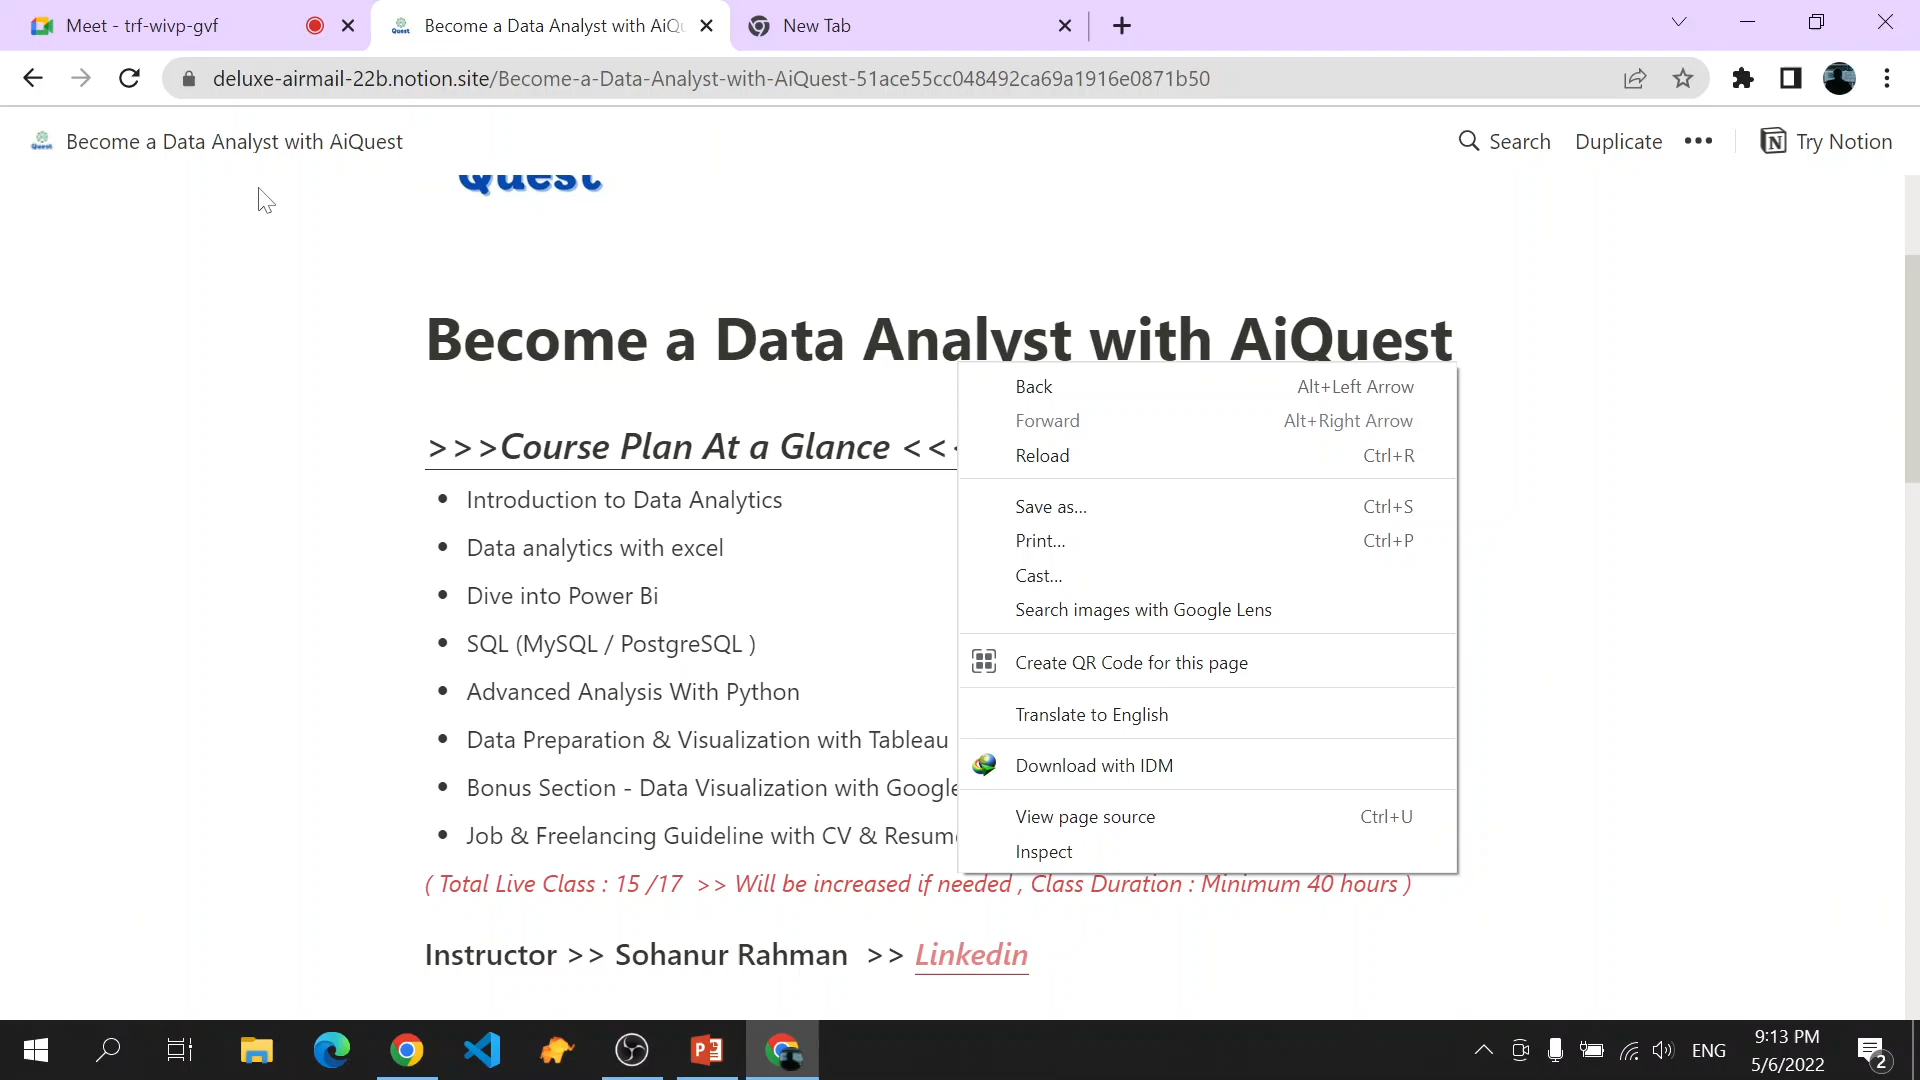 Meet - trf-wivp-gvf
Become a Data Analyst with AiQu
New Tab
deluxe-airmail-22b.notion.site/Become-a-Data-Analyst-with-AiQuest-51ace55cc048492ca69a1916e0871b50
Quest
Become a Data Analyst with AiQuest
Search
Duplicate
•••
Try Notion
Quest
Become a Data Analyst with AiQuest
>>>Course Plan At a Glance <<<
• Introduction to Data Analytics
• Data analytics with excel
• Dive into Power Bi
• SQL (MySQL / PostgreSQL )
• Advanced Analysis With Python
• Data Preparation & Visualization with Tableau
• Bonus Section - Data Visualization with Google
• Job & Freelancing Guideline with CV & Resum
( Total Live Class : 15 /17 >> Will be increased if needed , Class Duration : Minimum 40 hours )
Instructor >> Sohanur Rahman >> Linkedin
Back Alt+Left Arrow
Forward Alt+Right Arrow
Reload Ctrl+R
Save as... Ctrl+S
Print... Ctrl+P
Cast...
Search images with Google Lens
Create QR Code for this page
Translate to English
Download with IDM
View page source Ctrl+U
Inspect
ENG
9:13 PM
5/6/2022
2